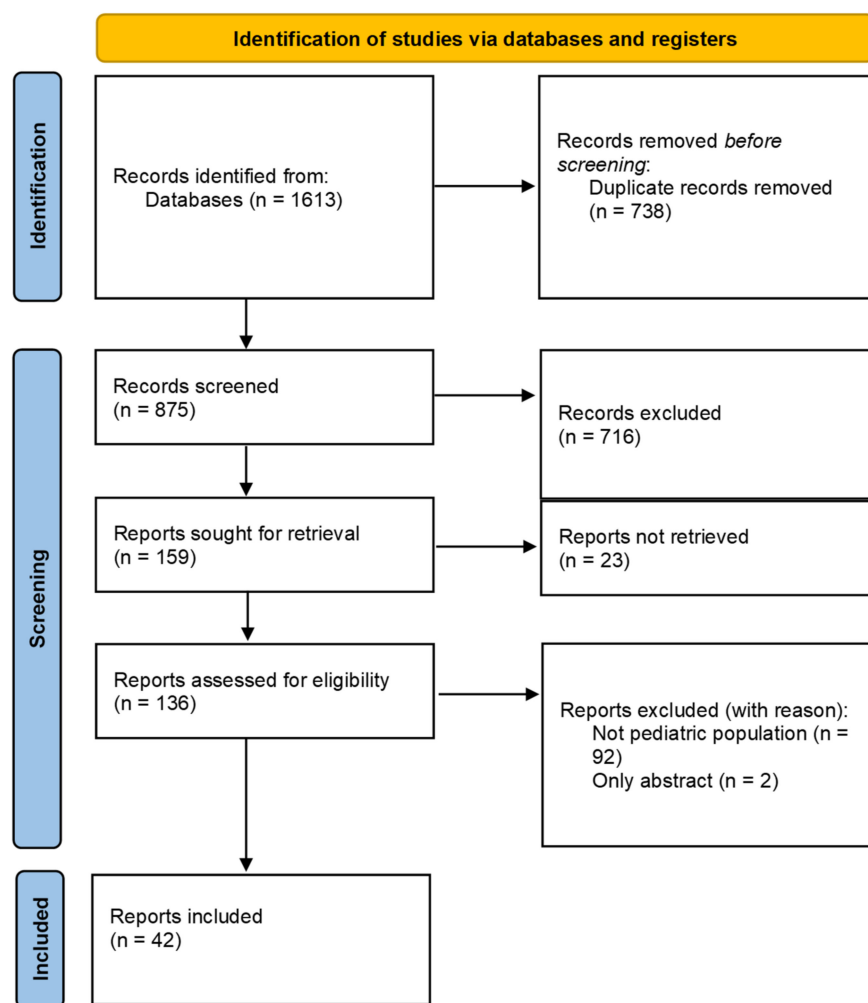 Identification of studies via databases and registers
Identification
Records identified from:
Databases (n = 1613)
Records removed before
screening:
Duplicate records removed
(n = 738)
Screening
Records screened
(n = 875)
Records excluded
(n = 716)
Reports sought for retrieval
(n = 159)
Reports not retrieved
(n = 23)
Reports assessed for eligibility
(n = 136)
Reports excluded (with reason):
Not pediatric population (n =
92)
Only abstract (n = 2)
Included
Reports included
(n = 42)